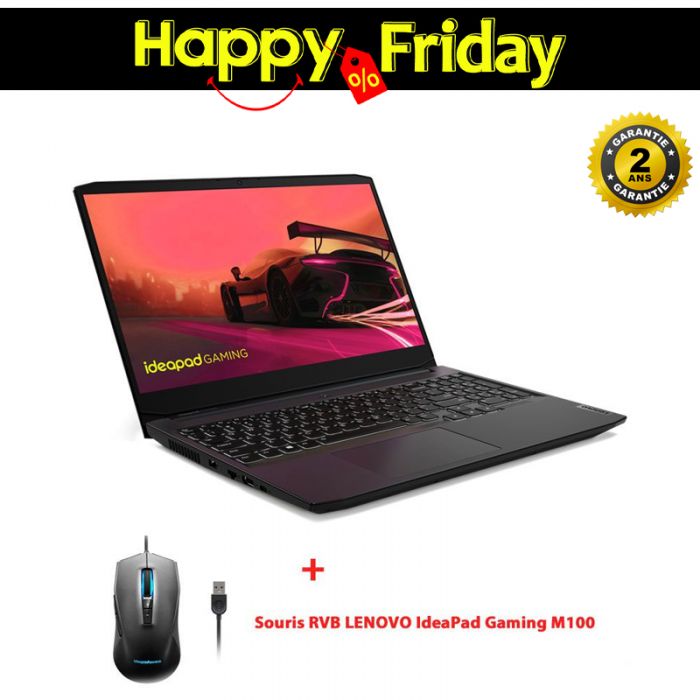 Happy Friday
%
GARANTIE
2
ANS
GARANTIE
ideapad GAMING
+
Souris RVB LENOVO IdeaPad Gaming M100